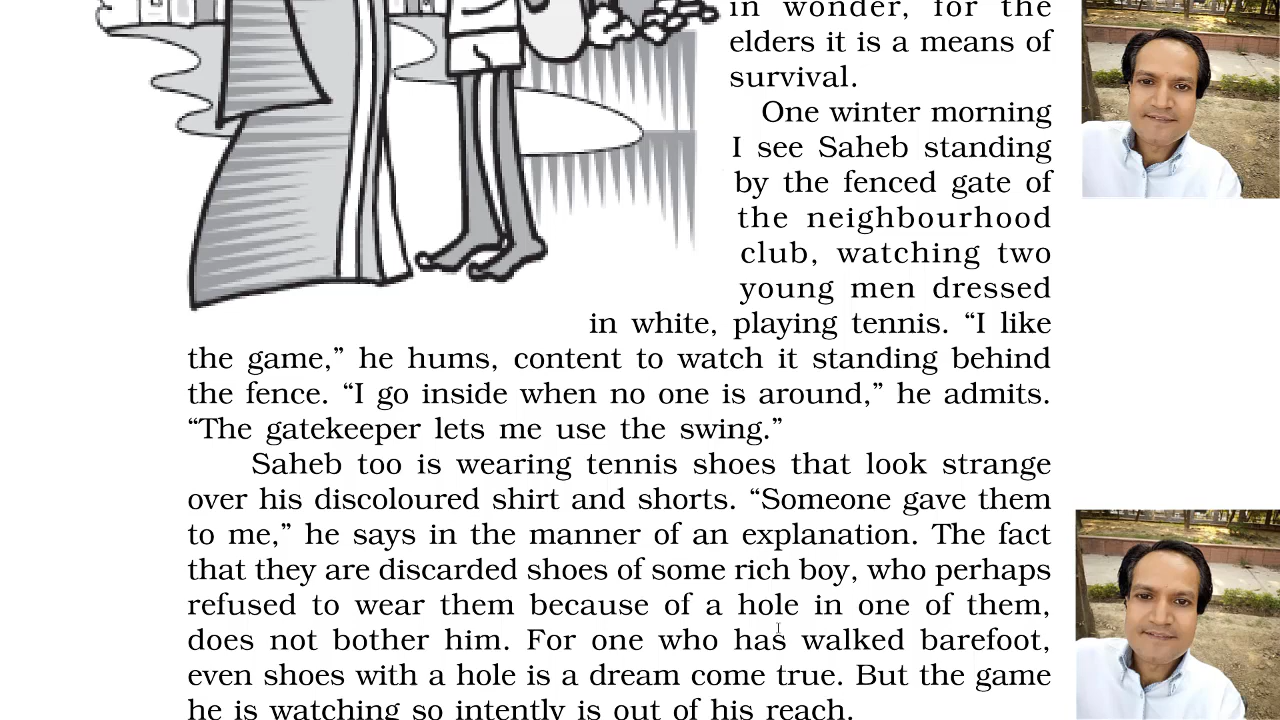 in wonder, for the
elders it is a means of
survival.
One winter morning
I see Saheb standing
by the fenced gate of
the neighbourhood
club, watching two
young men dressed
in white, playing tennis. “I like
the game,” he hums, content to watch it standing behind
the fence. “I go inside when no one is around,” he admits.
“The gatekeeper lets me use the swing.”
Saheb too is wearing tennis shoes that look strange
over his discoloured shirt and shorts. “Someone gave them
to me,” he says in the manner of an explanation. The fact
that they are discarded shoes of some rich boy, who perhaps
refused to wear them because of a hole in one of them,
does not bother him. For one who has walked barefoot,
even shoes with a hole is a dream come true. But the game
he is watching so intently is out of his reach.